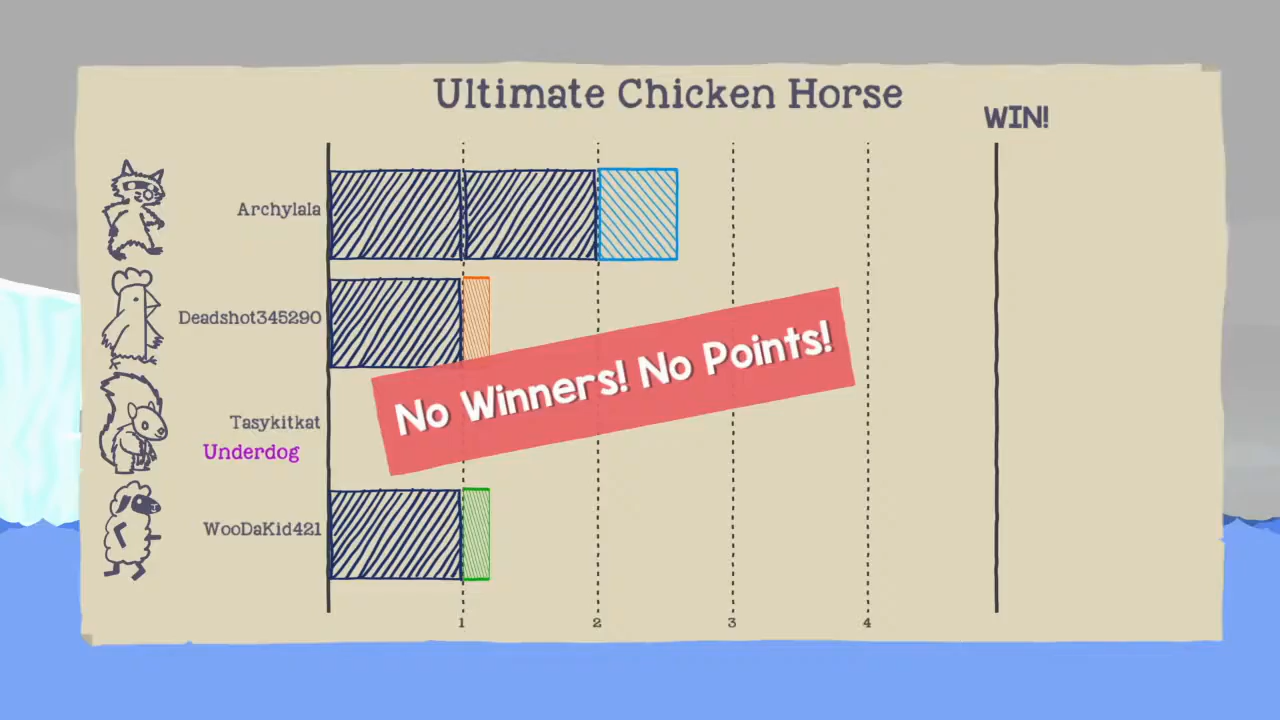 Ultimate Chicken Horse
WIN!
Archylala
Deadshot345290
No Winners! No Points!
Tasykitkat
Underdog
WooDaKid421
1 2 3 4